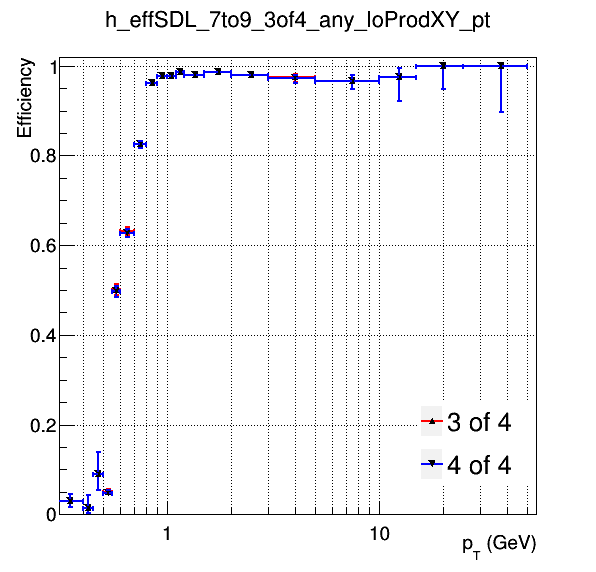 h_effSDL_7to9_3of4_any_loProdXY_pt
Efficiency
1
0.8
0.6
0.4
0.2
0
3 of 4
4 of 4
1
10
p_T (GeV)